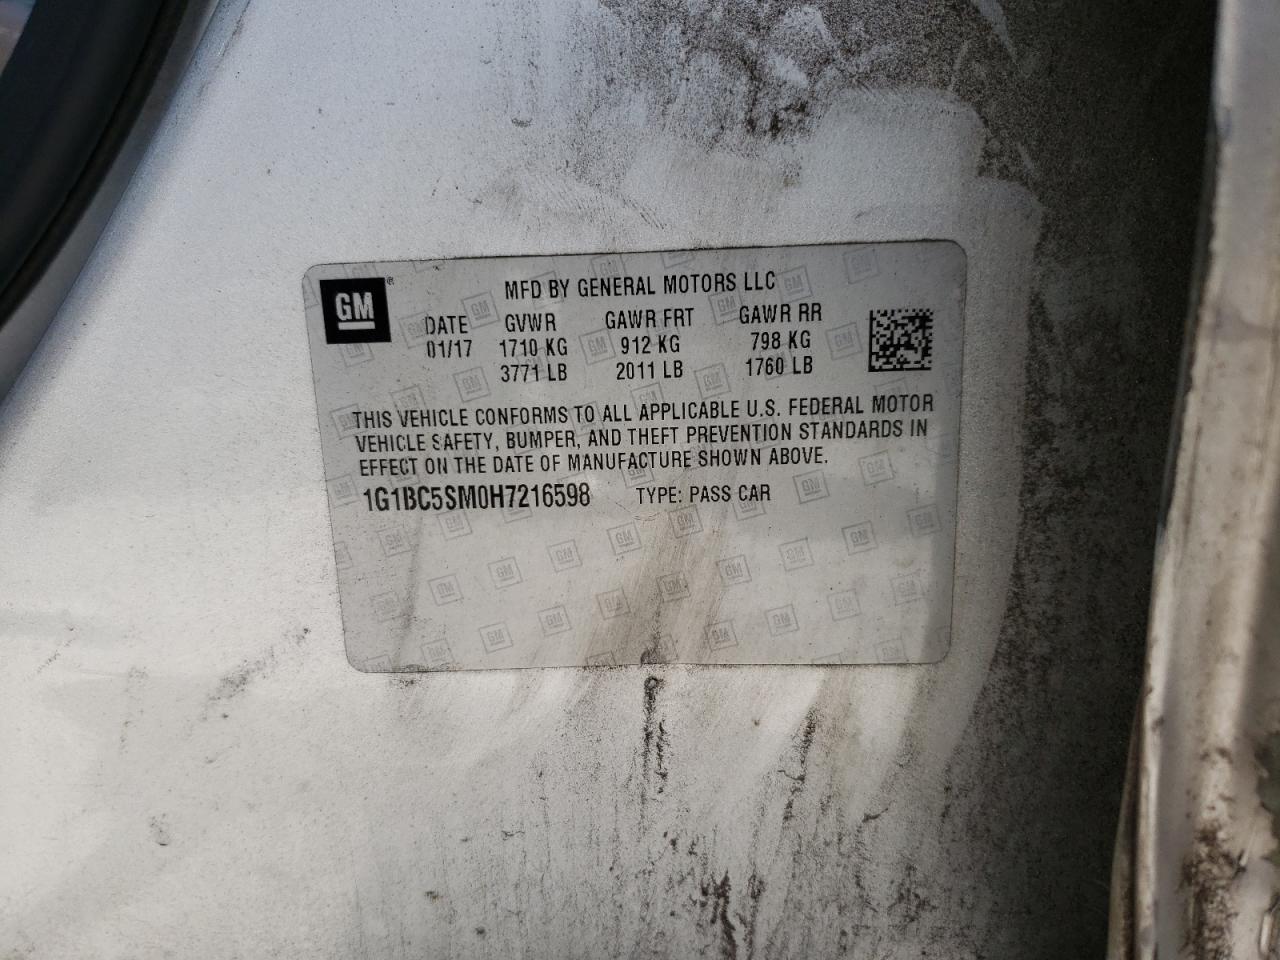 GM
MFD BY GENERAL MOTORS LLC
DATE GVWR GAWR FRT GAWR RR
01/17 1710 KG 912 KG 798 KG
3771 LB 2011 LB 1760 LB
THIS VEHICLE CONFORMS TO ALL APPLICABLE U.S. FEDERAL MOTOR
VEHICLE SAFETY, BUMPER, AND THEFT PREVENTION STANDARDS IN
EFFECT ON THE DATE OF MANUFACTURE SHOWN ABOVE.
1G1BC5SM0H7216598 TYPE: PASS CAR